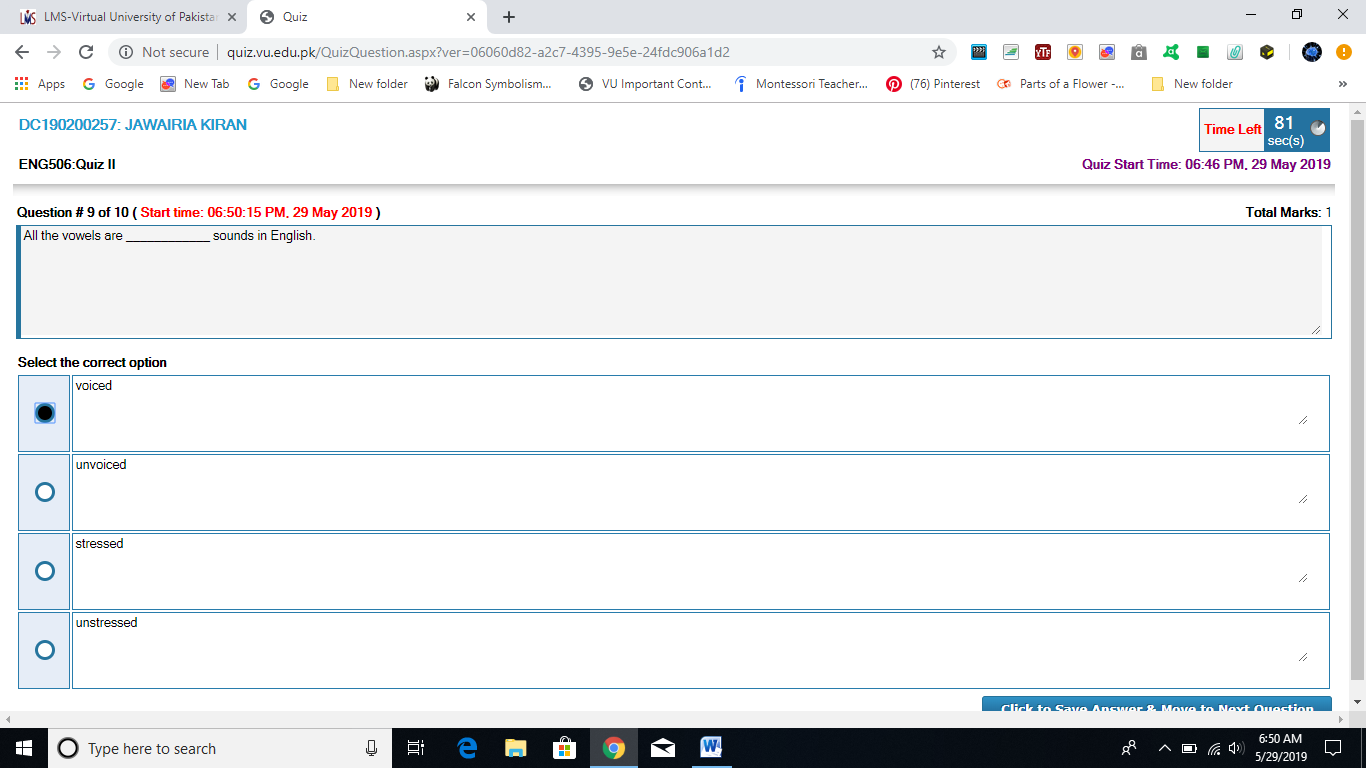 LMS-Virtual University of Pakista
Quiz
Not secure
quiz.vu.edu.pk/QuizQuestion.aspx?ver=06060d82-a2c7-4395-9e5e-24fdc906a1d2
Apps Google New Tab Google New folder Falcon Symbolism... VU Important Cont... Montessori Teacher... (76) Pinterest Parts of a Flower -... New folder »
DC190200257: JAWAIRIA KIRAN
Time Left 81 sec(s)
ENG506:Quiz II
Quiz Start Time: 06:46 PM, 29 May 2019
Question # 9 of 10 ( Start time: 06:50:15 PM, 29 May 2019 )
Total Marks: 1
All the vowels are ____________ sounds in English.
Select the correct option
voiced
unvoiced
stressed
unstressed
Click to Save Answer & Move to Next Question
Type here to search
6:50 AM
5/29/2019